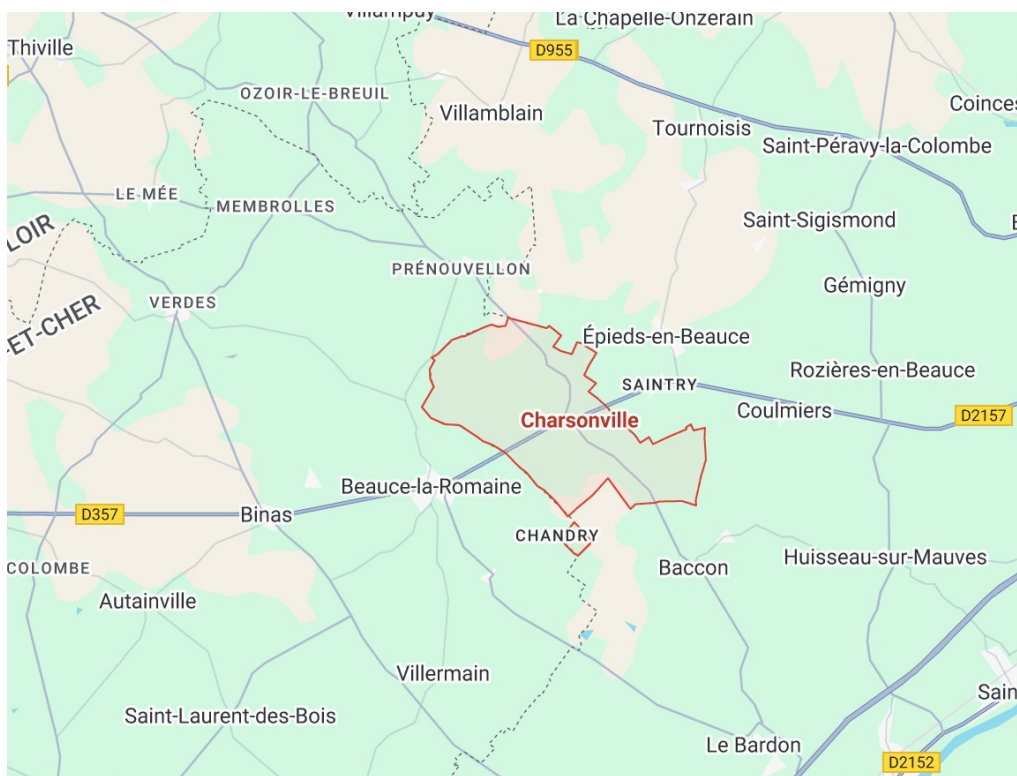 Villampuy
La Chapelle-Onzerain
Thiville
D955
OZOIR-LE-BREUIL
Villamblain
Coinces
Tournoisis
Saint-Péravy-la-Colombe
LE MÉE
MEMBROLLES
Saint-Sigismond
LOIR
PRÉNOUVELLON
Gémigny
VERDES
ET-CHER
Épieds-en-Beauce
Rozières-en-Beauce
SAINTRY
Coulmiers
D2157
Charsonville
Beauce-la-Romaine
D357
Binas
CHANDRY
COLOMBE
Baccon
Huisseau-sur-Mauves
Autainville
Villermain
Sain
Saint-Laurent-des-Bois
Le Bardon
D2152